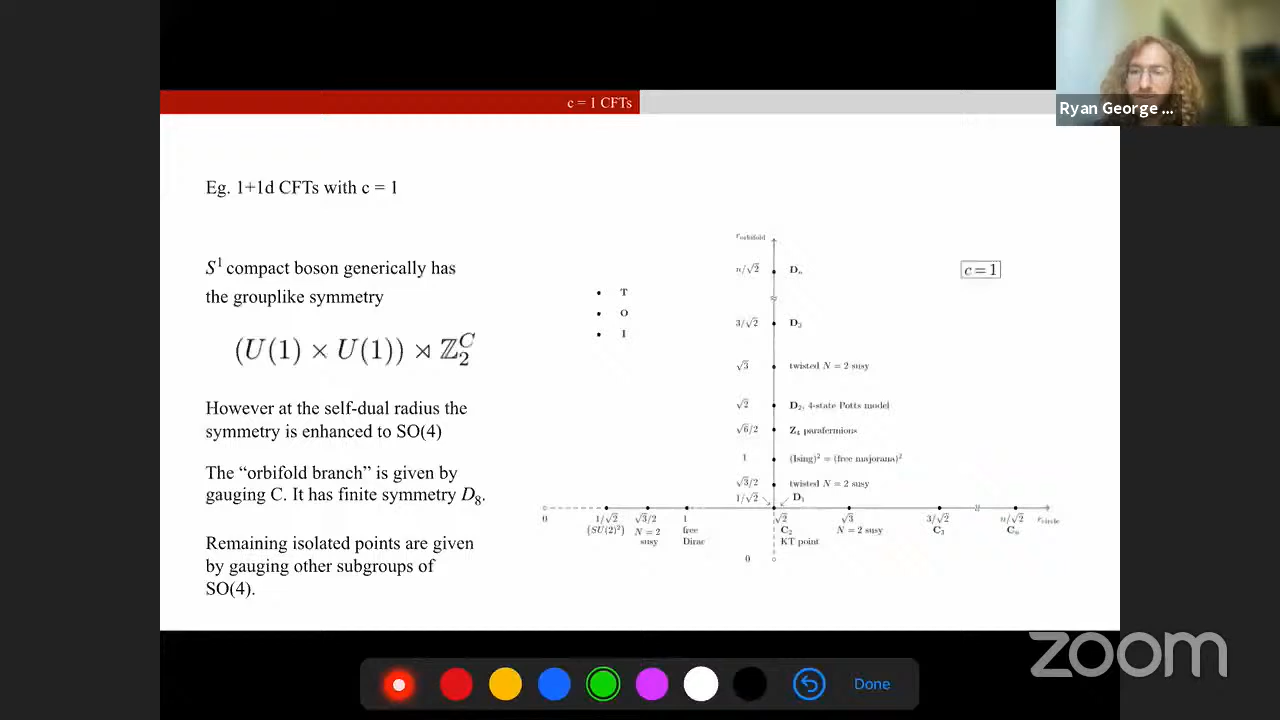 Ryan George ...
c = 1 CFTs
Eg. 1+1d CFTs with c = 1
S¹ compact boson generically has
the grouplike symmetry
(U(1) × U(1)) ⋊ ℤ₂ᶜ
However at the self-dual radius the
symmetry is enhanced to SO(4)
The “orbifold branch” is given by
gauging C. It has finite symmetry D₈.
Remaining isolated points are given
by gauging other subgroups of
SO(4).
r_orbifold
c = 1
n/√2 Dₙ
T
O
I
3/√2 D₃
√3 twisted N = 2 susy
√2 D₂, 4-state Potts model
√6/2 Z₄ parafermions
1 (Ising)² = (free majorana)²
√3/2 twisted N = 2 susy
1/√2 D₁
0 1/√2 √3/2 1 √2 √3 3/√2 n/√2 r_circle
(SU(2)²) N = 2 free C₂ N = 2 susy C₃ Cₙ
susy Dirac KT point
0
zoom
Done